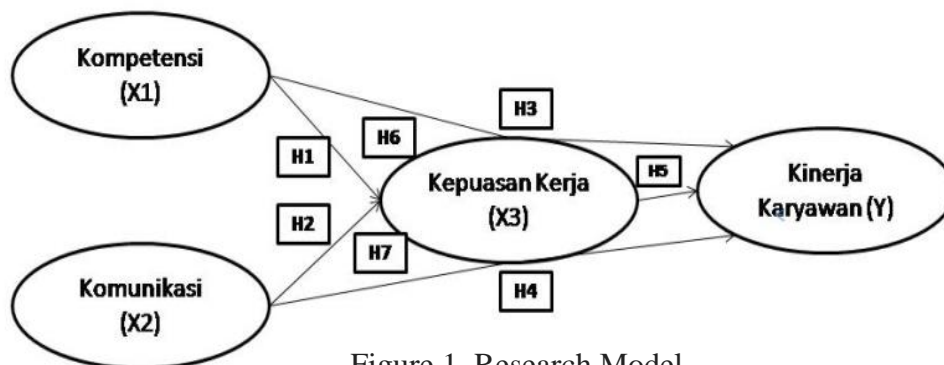 Kompetensi
(X1)
H3
H1
H6
Kepuasan Kerja
(X3)
H5
Kinerja
Karyawan (Y)
H2
H7
Komunikasi
(X2)
H4
Figure 1. Research Model